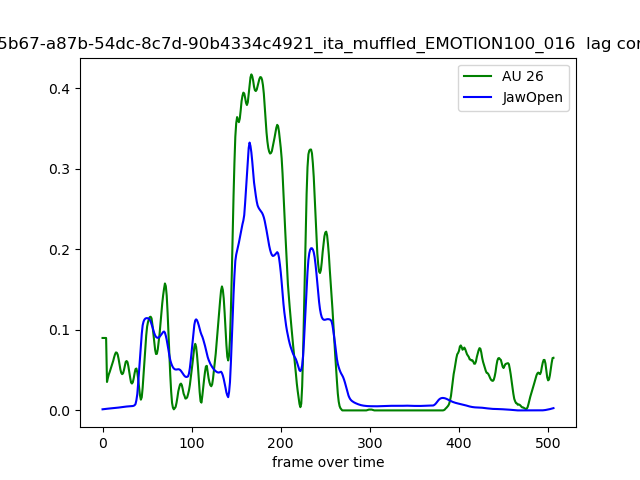 5b67-a87b-54dc-8c7d-90b4334c4921_ita_muffled_EMOTION100_016  lag cor
AU 26
JawOpen
0.4
0.3
0.2
0.1
0.0
0 100 200 300 400 500
frame over time